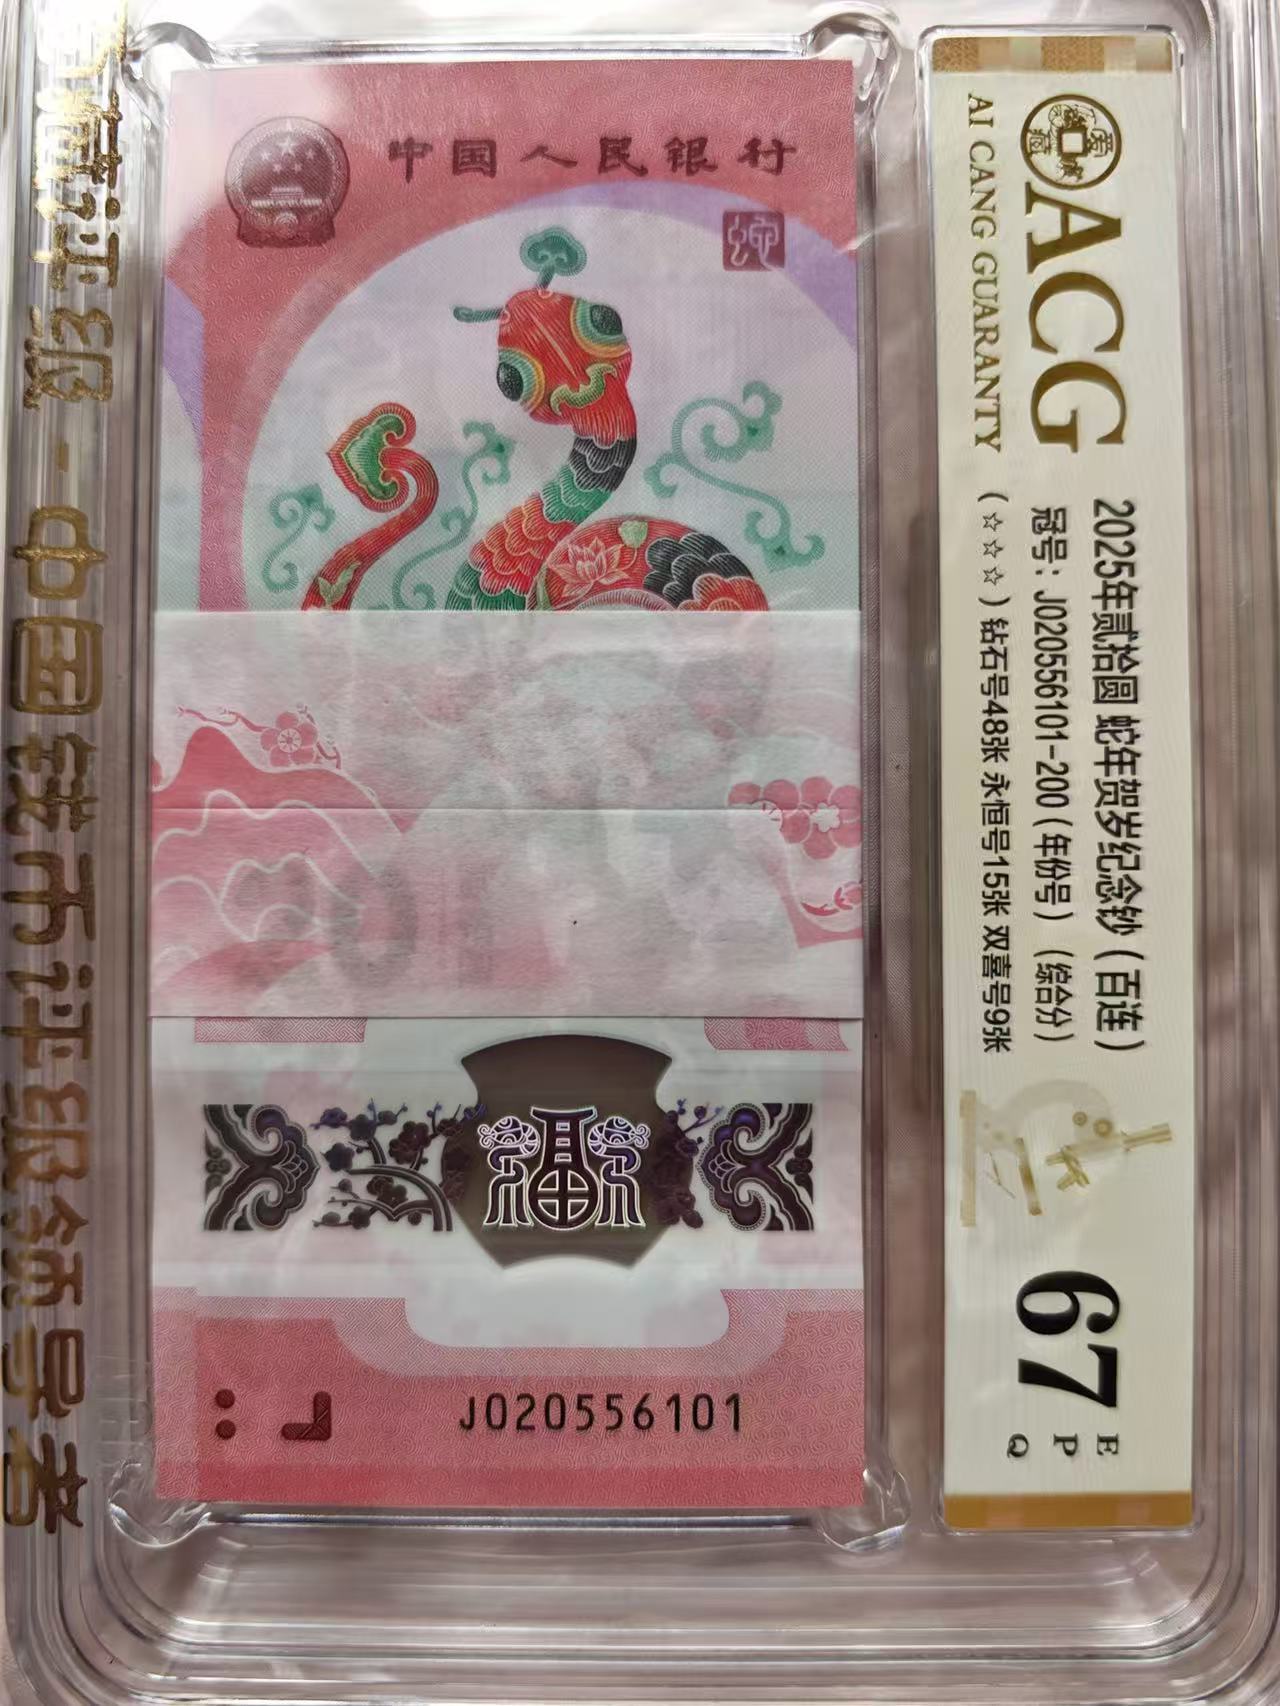 中国人民银行
蛇
J020556101
爱藏
ACG
AI CANG GUARANTY
2025年贰拾圆 蛇年贺岁纪念钞（百连）
冠号：J020556101-200（年份号）（综合分）
（☆☆☆）钻石号48张 永恒号15张 双喜号9张
67
E
P
Q
爱藏评级 - 中国钱币评级领导者